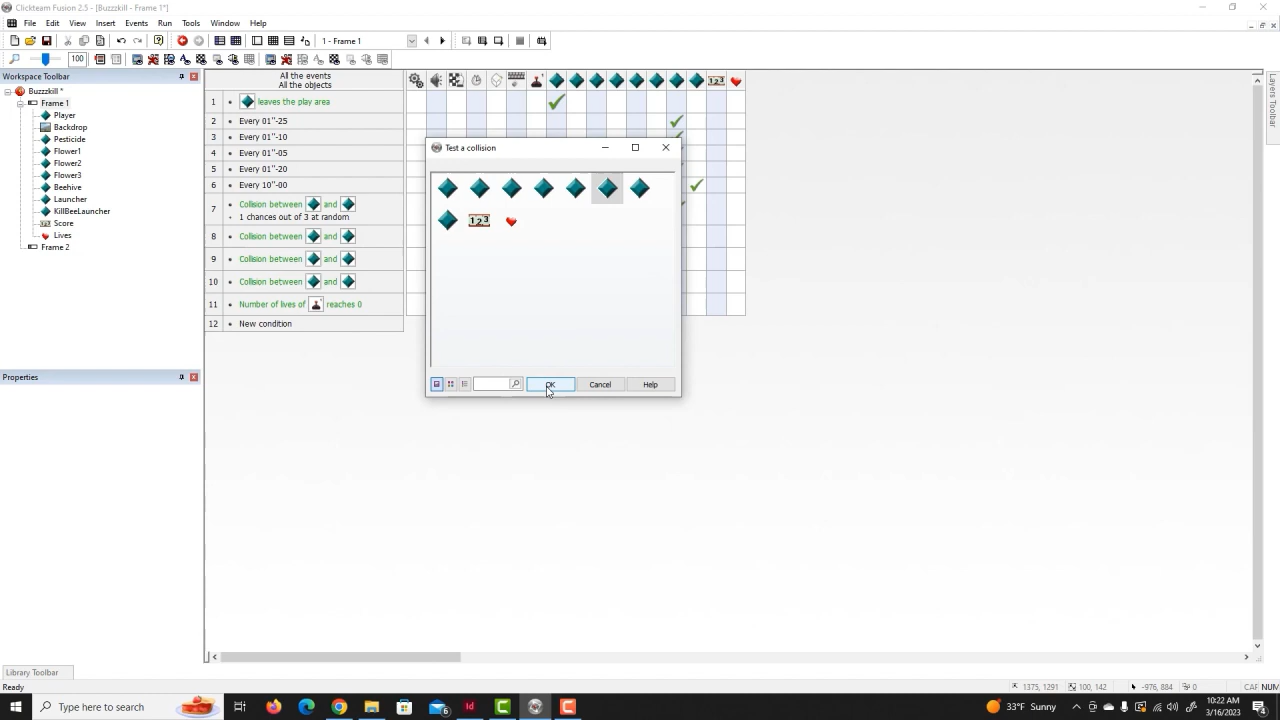 Clickteam Fusion 2.5 - [Buzzzkill - Frame 1*]
File Edit View Insert Events Run Tools Window Help
1 - Frame 1
100
Workspace Toolbar
Buzzzkill *
Frame 1
Player
Backdrop
Pesticide
Flower1
Flower2
Flower3
Beehive
Launcher
KillBeeLauncher
Score
Lives
Frame 2
Properties
Library Toolbar
Layers Toolbar
All the events
All the objects
1 leaves the play area
2 Every 01"-25
3 Every 01"-10
4 Every 01"-05
5 Every 01"-20
6 Every 10"-00
7 Collision between and
1 chances out of 3 at random
8 Collision between and
9 Collision between and
10 Collision between and
11 Number of lives of reaches 0
12 New condition
Test a collision
123
OK Cancel Help
Ready
1375, 1291 100, 142 -976, 884 0 CAF NUM
Type here to search
33°F Sunny
10:22 AM
3/16/2023